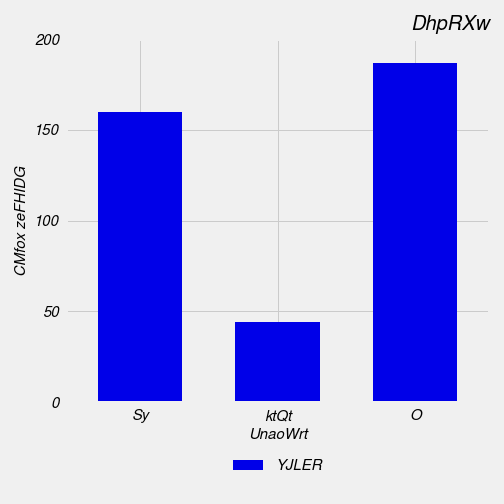 DhpRXw
200
150
100
50
0
CMfox zeFHIDG
Sy
ktQt
O
UnaoWrt
YJLER